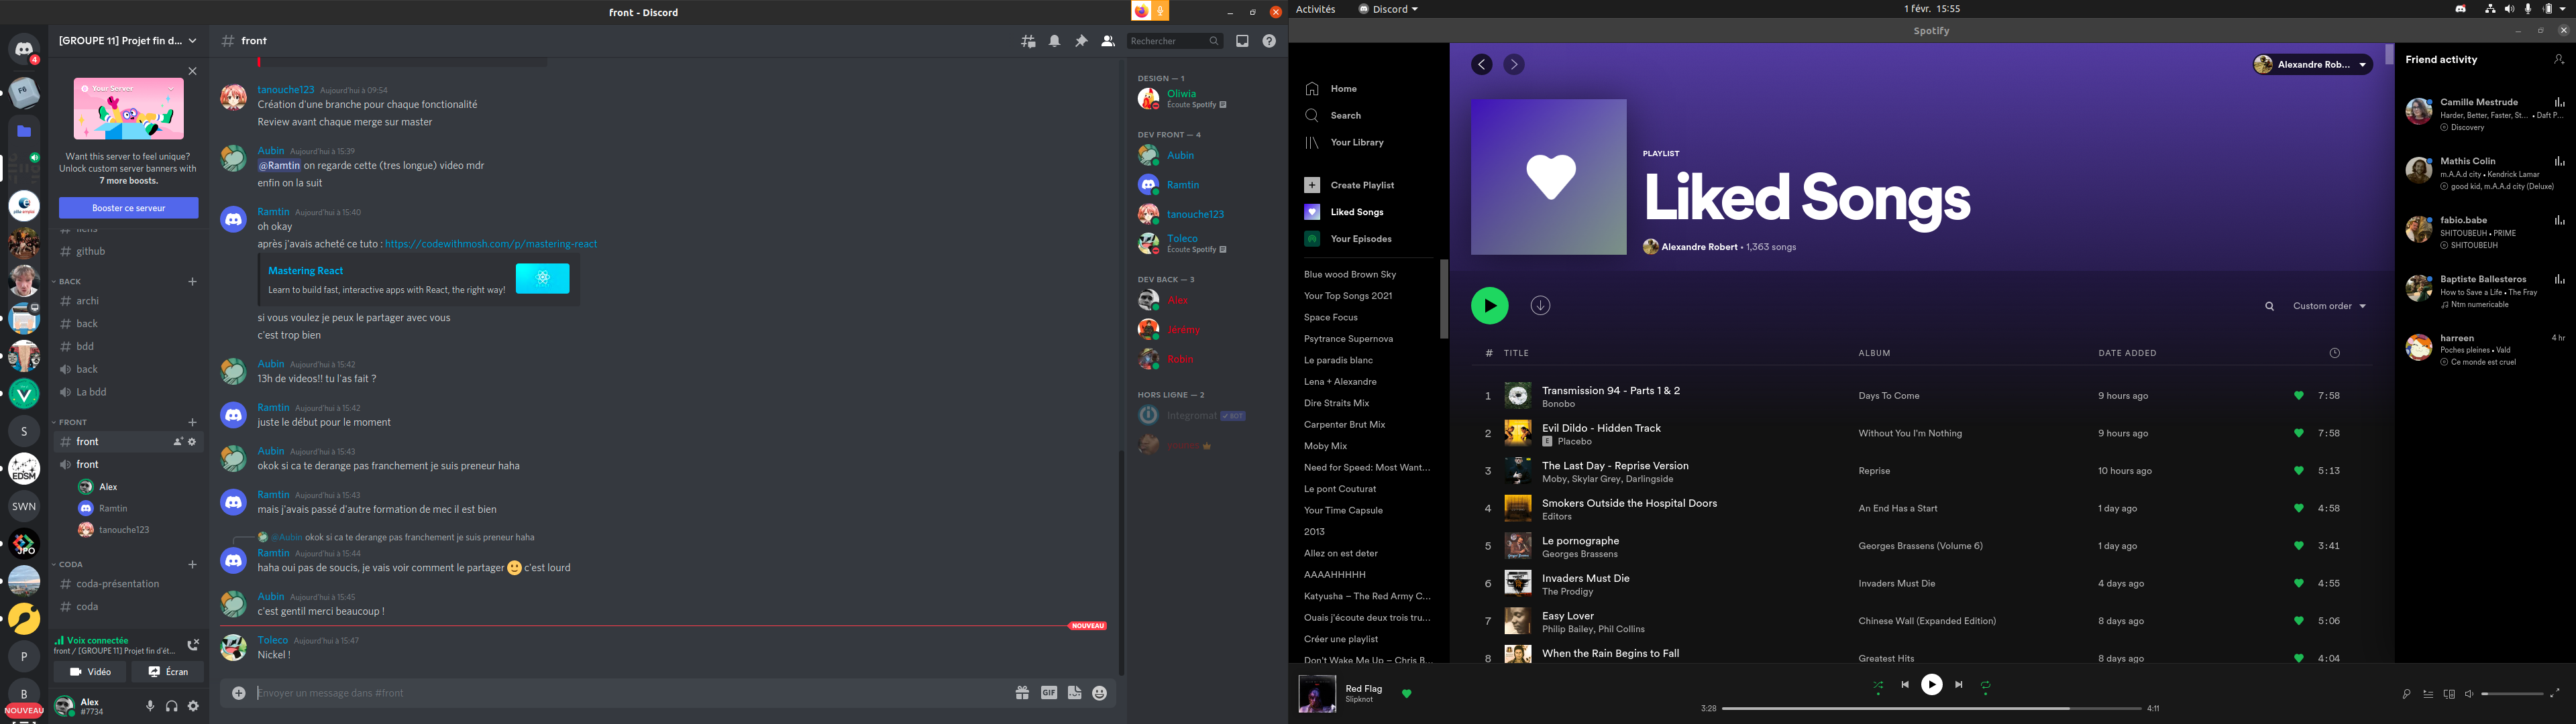 front - Discord
[GROUPE 11] Projet fin d...
front
Rechercher
4
F6
Your Server
Want this server to feel unique?
Unlock custom server banners with
7 more boosts.
Booster ce serveur
liens
github
BACK
archi
back
bdd
back
La bdd
FRONT
front
front
Alex
Ramtin
tanouche123
CODA
coda-présentation
coda
Voix connectée
front / [GROUPE 11] Projet fin d'ét...
Vidéo
Écran
Alex
#7734
S
EDSM
SWN
JPO
P
B
NOUVEAU
tanouche123 Aujourd'hui à 09:54
Création d'une branche pour chaque fonctionalité
Review avant chaque merge sur master
Aubin Aujourd'hui à 15:39
@Ramtin on regarde cette (tres longue) video mdr
enfin on la suit
Ramtin Aujourd'hui à 15:40
oh okay
après j'avais acheté ce tuto : https://codewithmosh.com/p/mastering-react
Mastering React
Learn to build fast, interactive apps with React, the right way!
si vous voulez je peux le partager avec vous
c'est trop bien
Aubin Aujourd'hui à 15:42
13h de videos!! tu l'as fait ?
Ramtin Aujourd'hui à 15:42
juste le début pour le moment
Aubin Aujourd'hui à 15:43
okok si ca te derange pas franchement je suis preneur haha
Ramtin Aujourd'hui à 15:43
mais j'avais passé d'autre formation de mec il est bien
@Aubin okok si ca te derange pas franchement je suis preneur haha
Ramtin Aujourd'hui à 15:44
haha oui pas de soucis, je vais voir comment le partager 🙂 c'est lourd
Aubin Aujourd'hui à 15:45
c'est gentil merci beaucoup !
NOUVEAU
Toleco Aujourd'hui à 15:47
Nickel !
Envoyer un message dans #front
GIF
DESIGN — 1
Oliwia
Écoute Spotify
DEV FRONT — 4
Aubin
Ramtin
tanouche123
Toleco
Écoute Spotify
DEV BACK — 3
Alex
Jérémy
Robin
HORS LIGNE — 2
Integromat BOT
Activités
Discord
1 févr. 15:55
Spotify
Home
Search
Your Library
Create Playlist
Liked Songs
Your Episodes
Blue wood Brown Sky
Your Top Songs 2021
Space Focus
Psytrance Supernova
Le paradis blanc
Lena + Alexandre
Dire Straits Mix
Carpenter Brut Mix
Moby Mix
Need for Speed: Most Want...
Le pont Couturat
Your Time Capsule
2013
Allez on est deter
AAAAHHHHH
Katyusha – The Red Army C...
Ouais j'écoute deux trois tru...
Créer une playlist
Don't Wake Me Up – Chris B...
Alexandre Rob...
PLAYLIST
Liked Songs
Alexandre Robert • 1,363 songs
Custom order
# TITLE ALBUM DATE ADDED
1 Transmission 94 - Parts 1 & 2 Days To Come 9 hours ago 7:58
Bonobo
2 Evil Dildo - Hidden Track Without You I'm Nothing 9 hours ago 7:58
E Placebo
3 The Last Day - Reprise Version Reprise 10 hours ago 5:13
Moby, Skylar Grey, Darlingside
4 Smokers Outside the Hospital Doors An End Has a Start 1 day ago 4:58
Editors
5 Le pornographe Georges Brassens (Volume 6) 1 day ago 3:41
Georges Brassens
6 Invaders Must Die Invaders Must Die 4 days ago 4:55
The Prodigy
7 Easy Lover Chinese Wall (Expanded Edition) 8 days ago 5:06
Philip Bailey, Phil Collins
8 When the Rain Begins to Fall Greatest Hits 8 days ago 4:04
Friend activity
Camille Mestrude
Harder, Better, Faster, St... • Daft P...
Discovery
Mathis Colin
m.A.A.d city • Kendrick Lamar
good kid, m.A.A.d city (Deluxe)
fabio.babe
SHITOUBEUH • PRIME
SHITOUBEUH
Baptiste Ballesteros
How to Save a Life • The Fray
Ntm numericable
harreen 4 hr
Poches pleines • Vald
Ce monde est cruel
Red Flag
Slipknot
3:28
4:11